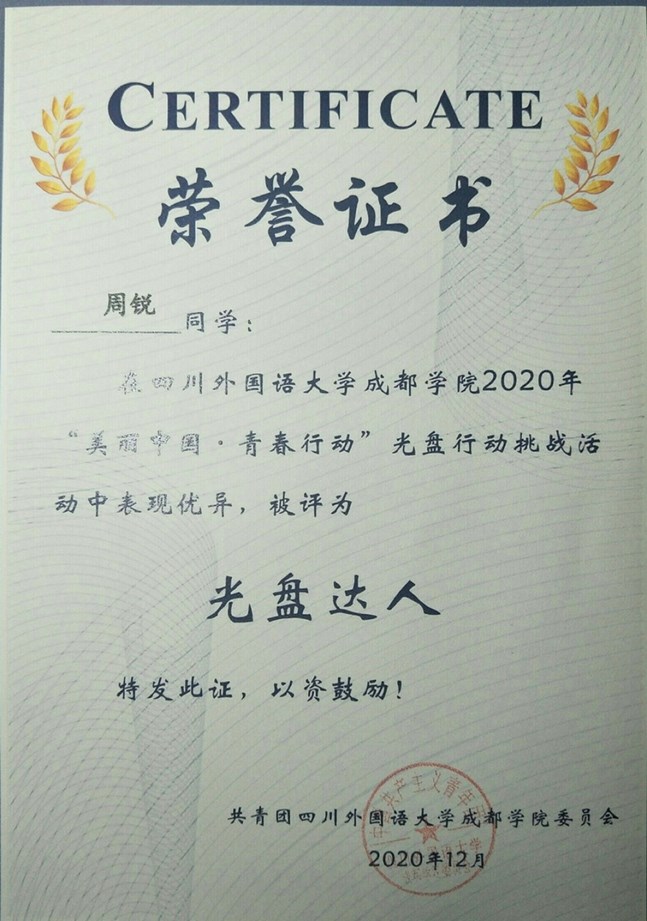 CERTIFICATE
荣誉证书
周锐同学：
在四川外国语大学成都学院2020年
“美丽中国·青春行动”光盘行动挑战活
动中表现优异，被评为
光盘达人
特发此证，以资鼓励！
共青团四川外国语大学成都学院委员会
2020年12月